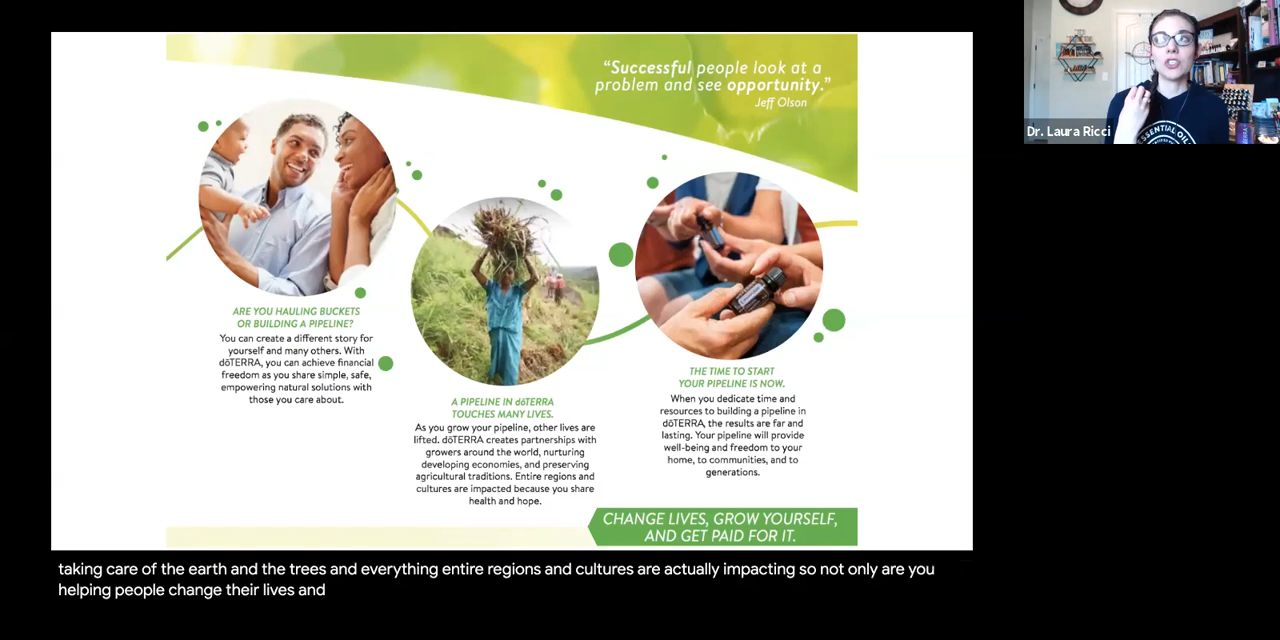 "Successful people look at a
problem and see opportunity."
Jeff Olson
Dr. Laura Ricci
ESSENTIAL OIL
ARE YOU HAULING BUCKETS
OR BUILDING A PIPELINE?
You can create a different story for
yourself and many others. With
dōTERRA, you can achieve financial
freedom as you share simple, safe,
empowering natural solutions with
those you care about.
A PIPELINE IN dōTERRA
TOUCHES MANY LIVES.
As you grow your pipeline, other lives are
lifted. dōTERRA creates partnerships with
growers around the world, nurturing
developing economies, and preserving
agricultural traditions. Entire regions and
cultures are impacted because you share
health and hope.
THE TIME TO START
YOUR PIPELINE IS NOW.
When you dedicate time and
resources to building a pipeline in
dōTERRA, the results are far and
lasting. Your pipeline will provide
well-being and freedom to your
home, to communities, and to
generations.
CHANGE LIVES, GROW YOURSELF,
AND GET PAID FOR IT.
taking care of the earth and the trees and everything entire regions and cultures are actually impacting so not only are you
helping people change their lives and